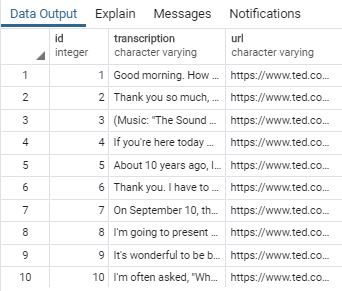 Data Output Explain Messages Notifications
id transcription url
integer character varying character varying
1 1 Good morning. How ... https://www.ted.co...
2 2 Thank you so much, ... https://www.ted.co...
3 3 (Music: "The Sound ... https://www.ted.co...
4 4 If you're here today ... https://www.ted.co...
5 5 About 10 years ago, I... https://www.ted.co...
6 6 Thank you. I have to ... https://www.ted.co...
7 7 On September 10, th... https://www.ted.co...
8 8 I'm going to present ... https://www.ted.co...
9 9 It's wonderful to be b... https://www.ted.co...
10 10 I'm often asked, "Wh... https://www.ted.co...